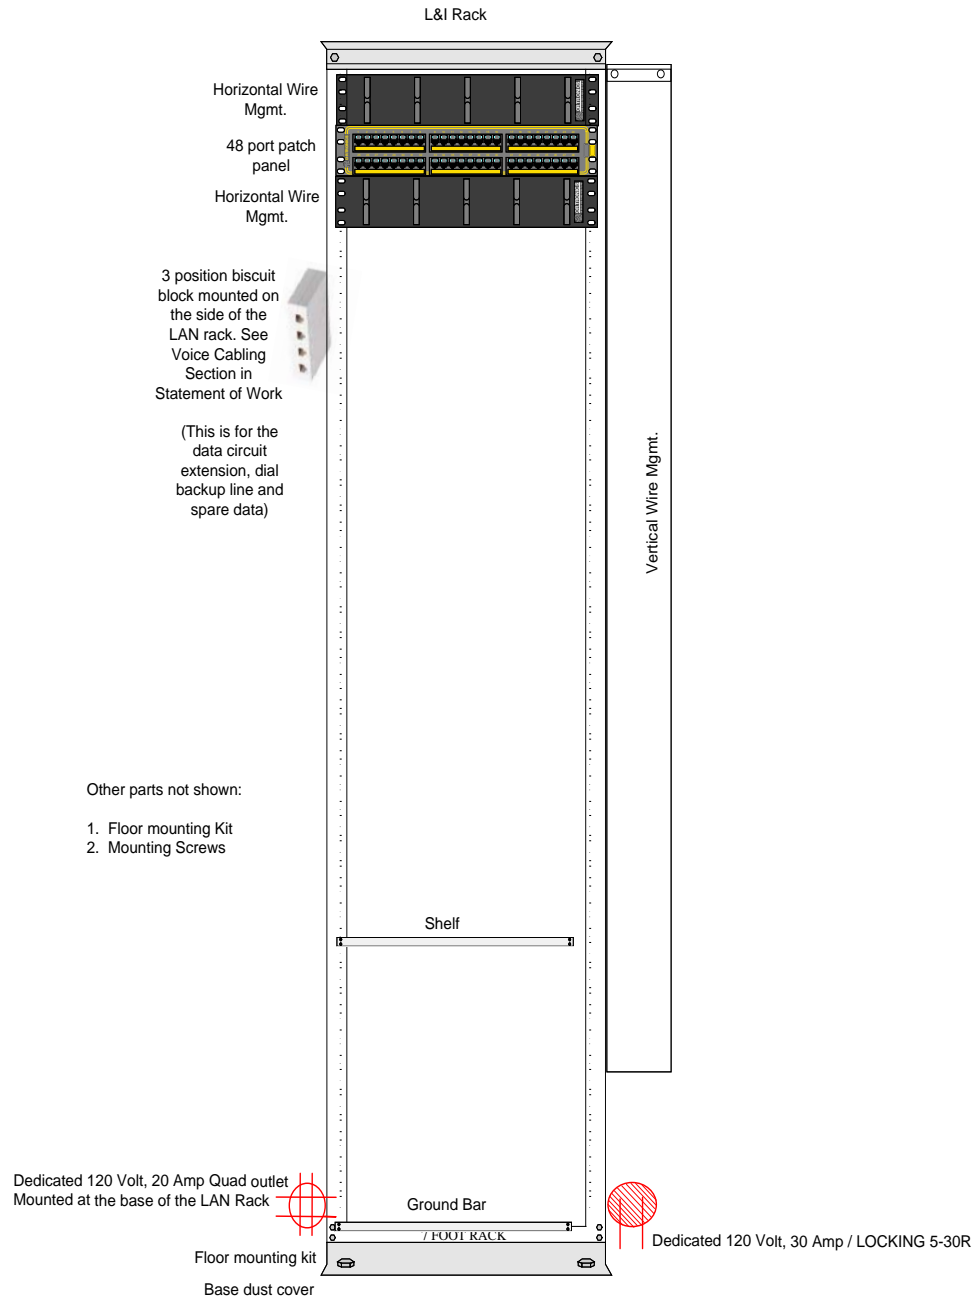 L&I Rack
Horizontal Wire
Mgmt.
48 port patch
panel
Horizontal Wire
Mgmt.
3 position biscuit
block mounted on
the side of the
LAN rack. See
Voice Cabling
Section in
Statement of Work
(This is for the
data circuit
extension, dial
backup line and
spare data)
Vertical Wire Mgmt.
Other parts not shown:
1. Floor mounting Kit
2. Mounting Screws
Shelf
Dedicated 120 Volt, 20 Amp Quad outlet
Mounted at the base of the LAN Rack
Ground Bar
7 FOOT RACK
Dedicated 120 Volt, 30 Amp / LOCKING 5-30R
Floor mounting kit
Base dust cover